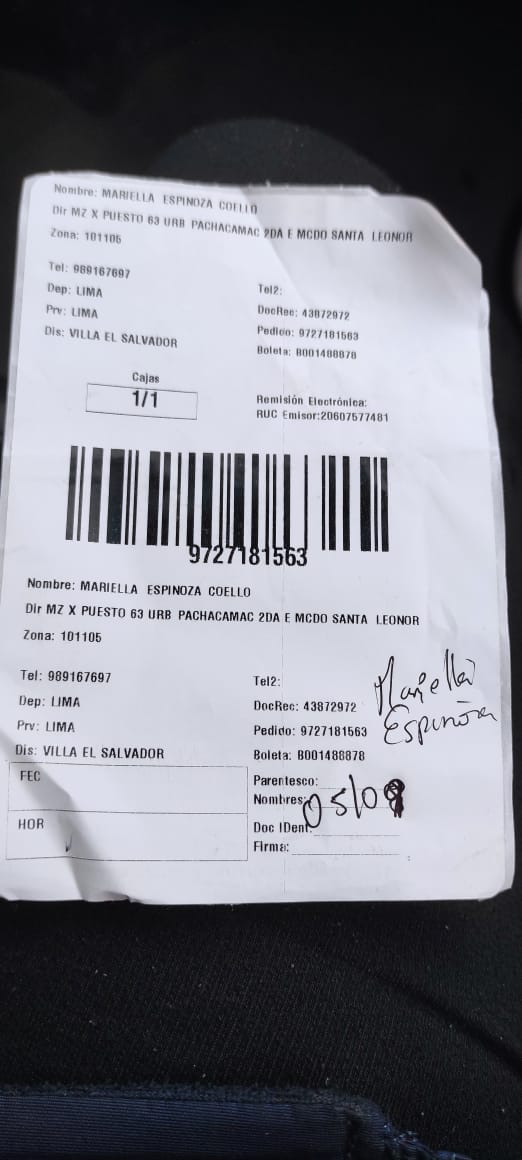 Nombre: MARIELLA ESPINOZA COELLO
Dir MZ X PUESTO 63 URB PACHACAMAC 2DA E MCDO SANTA LEONOR
Zona: 101105
Tel: 989167697
Tel2:
Dep: LIMA
DocRec: 43872972
Prv: LIMA
Pedido: 9727181563
Dis: VILLA EL SALVADOR
Boleta: B001488878
Cajas
1/1
Remisión Electrónica:
RUC Emisor:20607577481
9727181563
Nombre: MARIELLA ESPINOZA COELLO
Dir MZ X PUESTO 63 URB PACHACAMAC 2DA E MCDO SANTA LEONOR
Zona: 101105
Tel: 989167697
Tel2:
Mariella
Dep: LIMA
DocRec: 43872972
Espinoza
Prv: LIMA
Pedido: 9727181563
Dis: VILLA EL SALVADOR
Boleta: B001488878
FEC
Parentesco:
Nombres:
HOR
Doc IDent:
Firma: